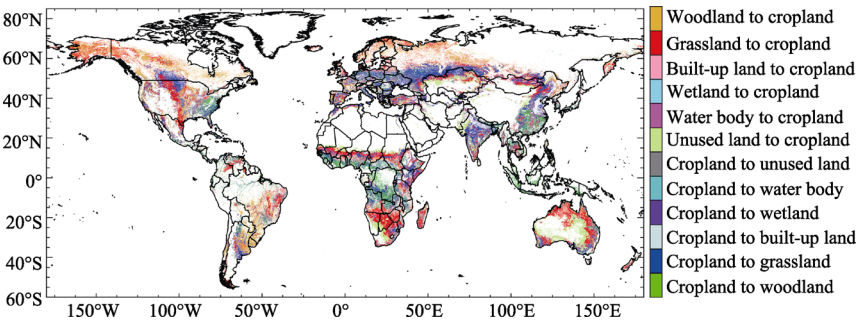 80°N
60°N
40°N
20°N
0°
20°S
40°S
60°S
150°W
100°W
50°W
0°
50°E
100°E
150°E
Woodland to cropland
Grassland to cropland
Built-up land to cropland
Wetland to cropland
Water body to cropland
Unused land to cropland
Cropland to unused land
Cropland to water body
Cropland to wetland
Cropland to built-up land
Cropland to grassland
Cropland to woodland